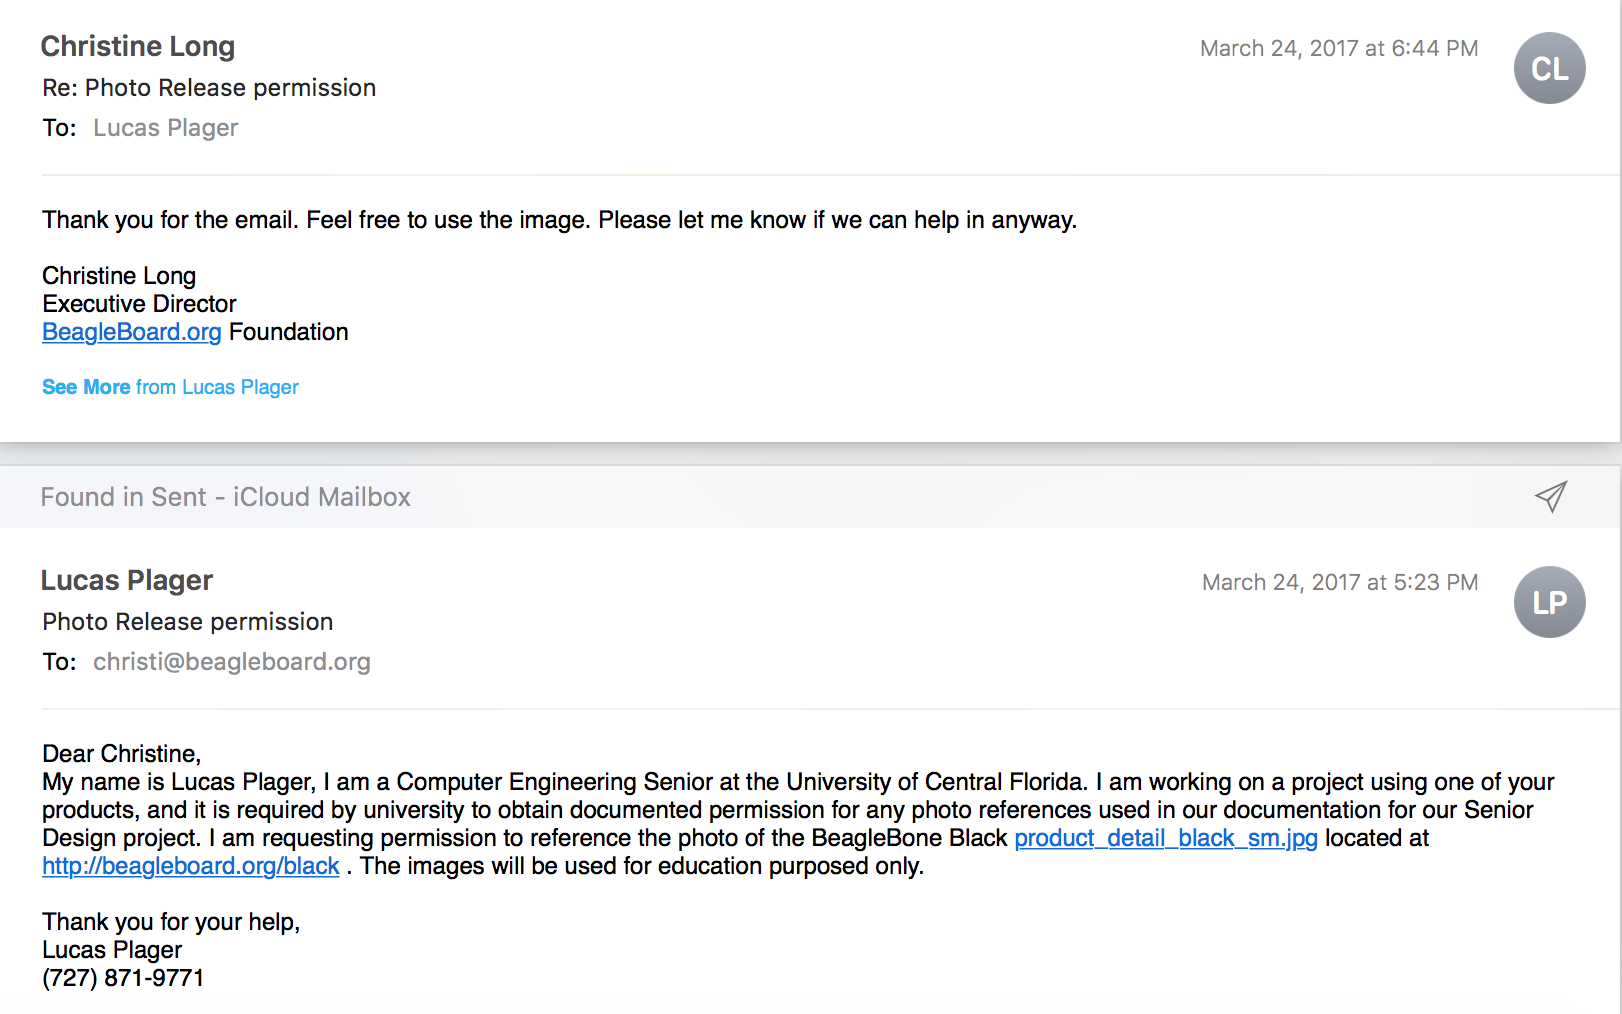 Christine Long
March 24, 2017 at 6:44 PM
CL
Re: Photo Release permission
To: Lucas Plager
Thank you for the email. Feel free to use the image. Please let me know if we can help in anyway.
Christine Long
Executive Director
BeagleBoard.org Foundation
See More from Lucas Plager
Found in Sent - iCloud Mailbox
Lucas Plager
March 24, 2017 at 5:23 PM
LP
Photo Release permission
To: christi@beagleboard.org
Dear Christine,
My name is Lucas Plager, I am a Computer Engineering Senior at the University of Central Florida. I am working on a project using one of your
products, and it is required by university to obtain documented permission for any photo references used in our documentation for our Senior
Design project. I am requesting permission to reference the photo of the BeagleBone Black product_detail_black_sm.jpg located at
http://beagleboard.org/black . The images will be used for education purposed only.
Thank you for your help,
Lucas Plager
(727) 871-9771